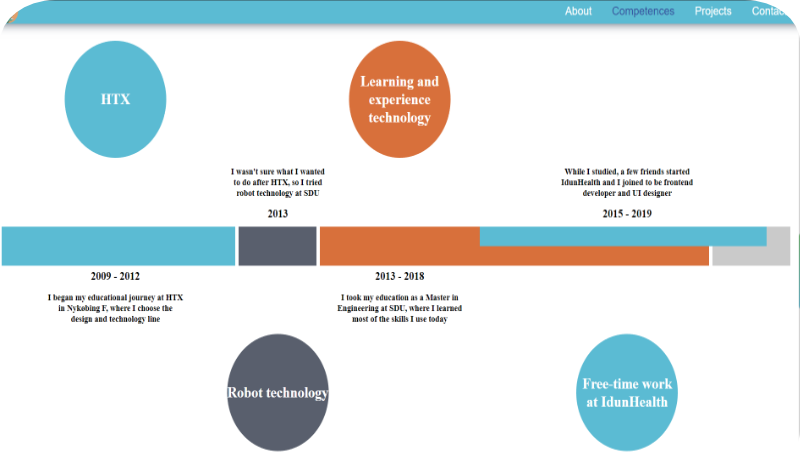 About Competences Projects Contac
HTX
Learning and
experience
technology
I wasn't sure what I wanted
to do after HTX, so I tried
robot technology at SDU
2013
While I studied, a few friends started
IdunHealth and I joined to be frontend
developer and UI designer
2015 - 2019
2009 - 2012
I began my educational journey at HTX
in Nykobing F, where I choose the
design and technology line
2013 - 2018
I took my education as a Master in
Engineering at SDU, where I learned
most of the skills I use today
Robot technology
Free-time work
at IdunHealth